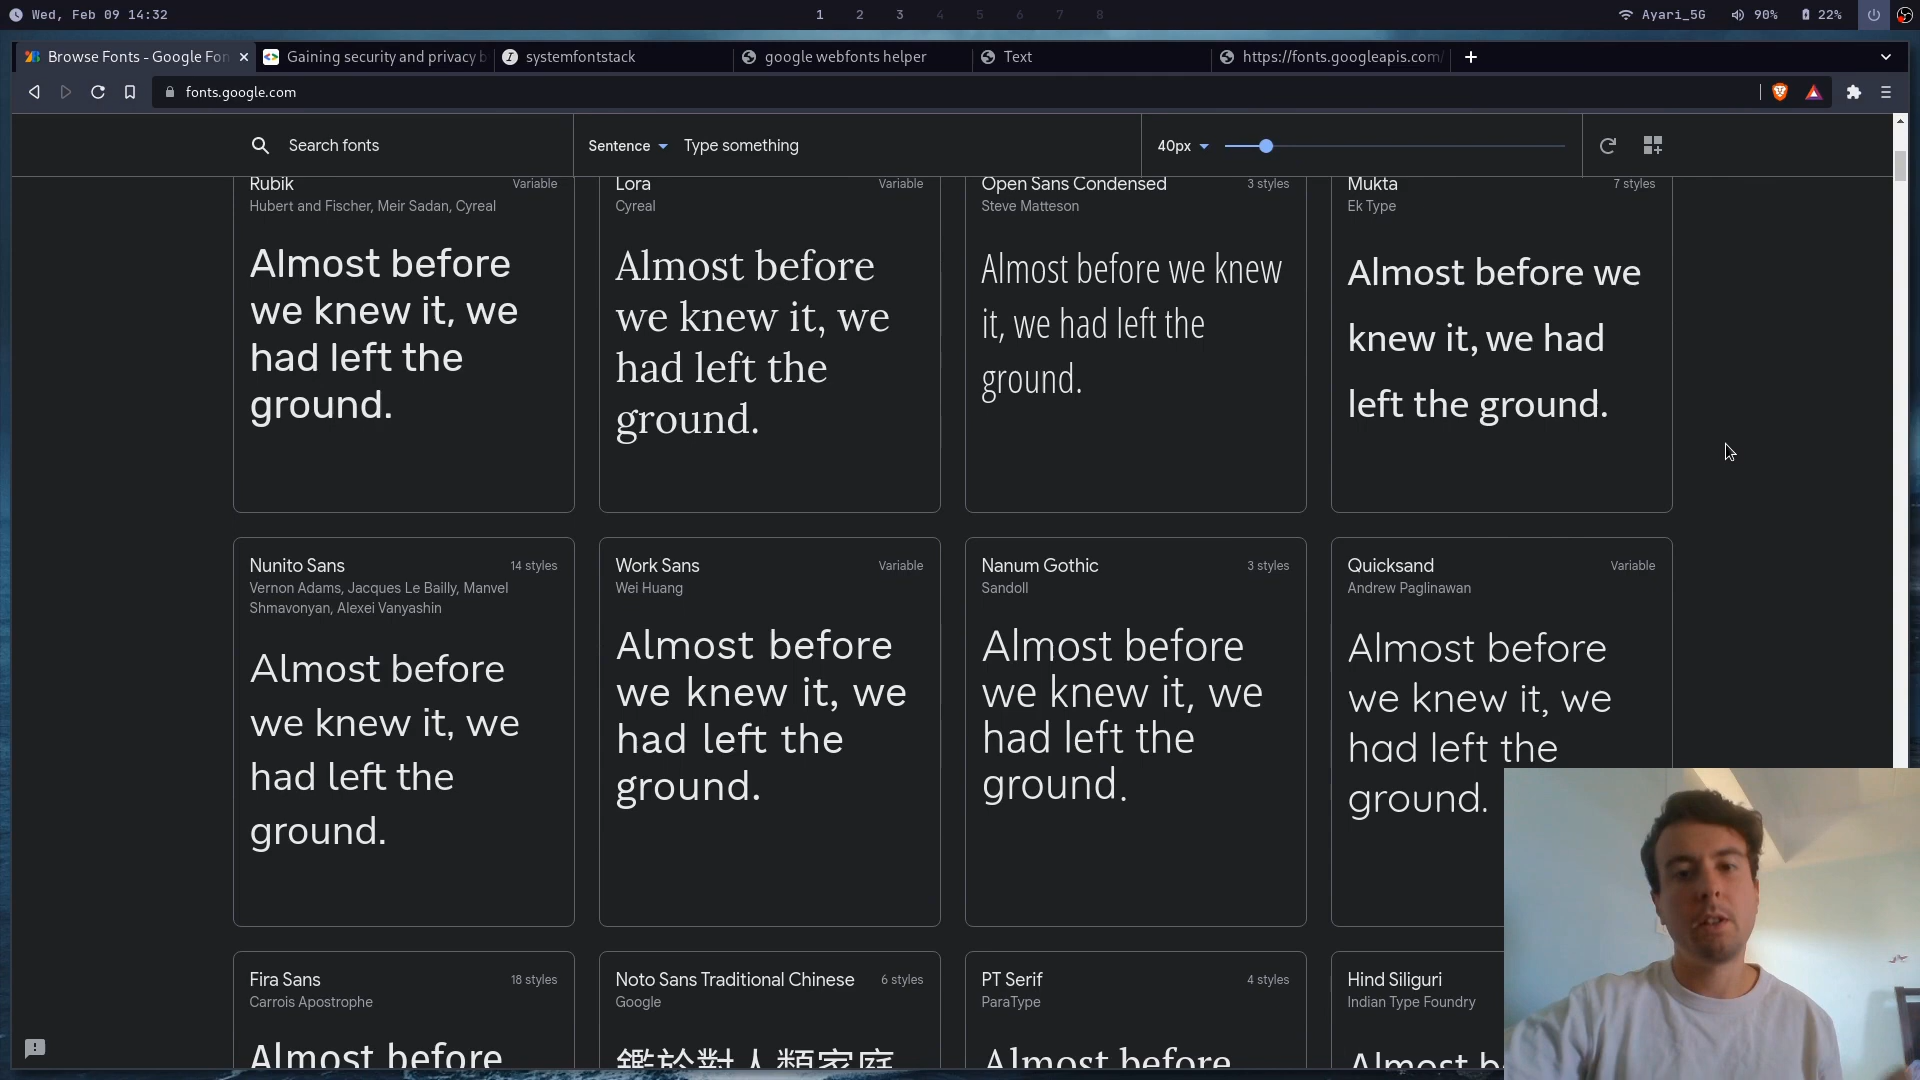 Wed, Feb 09 14:32
1 2 3 4 5 6 7 8
Ayari_5G 90% 22%
Browse Fonts - Google Fon
Gaining security and privacy b
systemfontstack
google webfonts helper
Text
https://fonts.googleapis.com/
fonts.google.com
Search fonts
Sentence
Type something
40px
Rubik
Variable
Hubert and Fischer, Meir Sadan, Cyreal
Almost before
we knew it, we
had left the
ground.
Lora
Variable
Cyreal
Almost before
we knew it, we
had left the
ground.
Open Sans Condensed
3 styles
Steve Matteson
Almost before we knew
it, we had left the
ground.
Mukta
7 styles
Ek Type
Almost before we
knew it, we had
left the ground.
Nunito Sans
14 styles
Vernon Adams, Jacques Le Bailly, Manvel
Shmavonyan, Alexei Vanyashin
Almost before
we knew it, we
had left the
ground.
Work Sans
Variable
Wei Huang
Almost before
we knew it, we
had left the
ground.
Nanum Gothic
3 styles
Sandoll
Almost before
we knew it, we
had left the
ground.
Quicksand
Variable
Andrew Paglinawan
Almost before
we knew it, we
had left the
ground.
Fira Sans
18 styles
Carrois Apostrophe
Almost before
Noto Sans Traditional Chinese
6 styles
Google
鑑於對人類家庭
PT Serif
4 styles
ParaType
Almost before
Hind Siliguri
Indian Type Foundry
Almost b